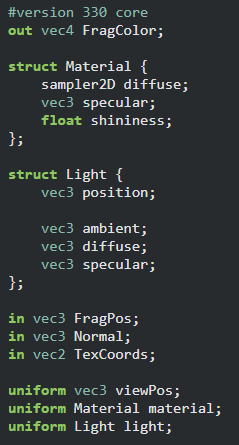 #version 330 core
out vec4 FragColor;

struct Material {
    sampler2D diffuse;
    vec3 specular;
    float shininess;
};

struct Light {
    vec3 position;

    vec3 ambient;
    vec3 diffuse;
    vec3 specular;
};

in vec3 FragPos;
in vec3 Normal;
in vec2 TexCoords;

uniform vec3 viewPos;
uniform Material material;
uniform Light light;